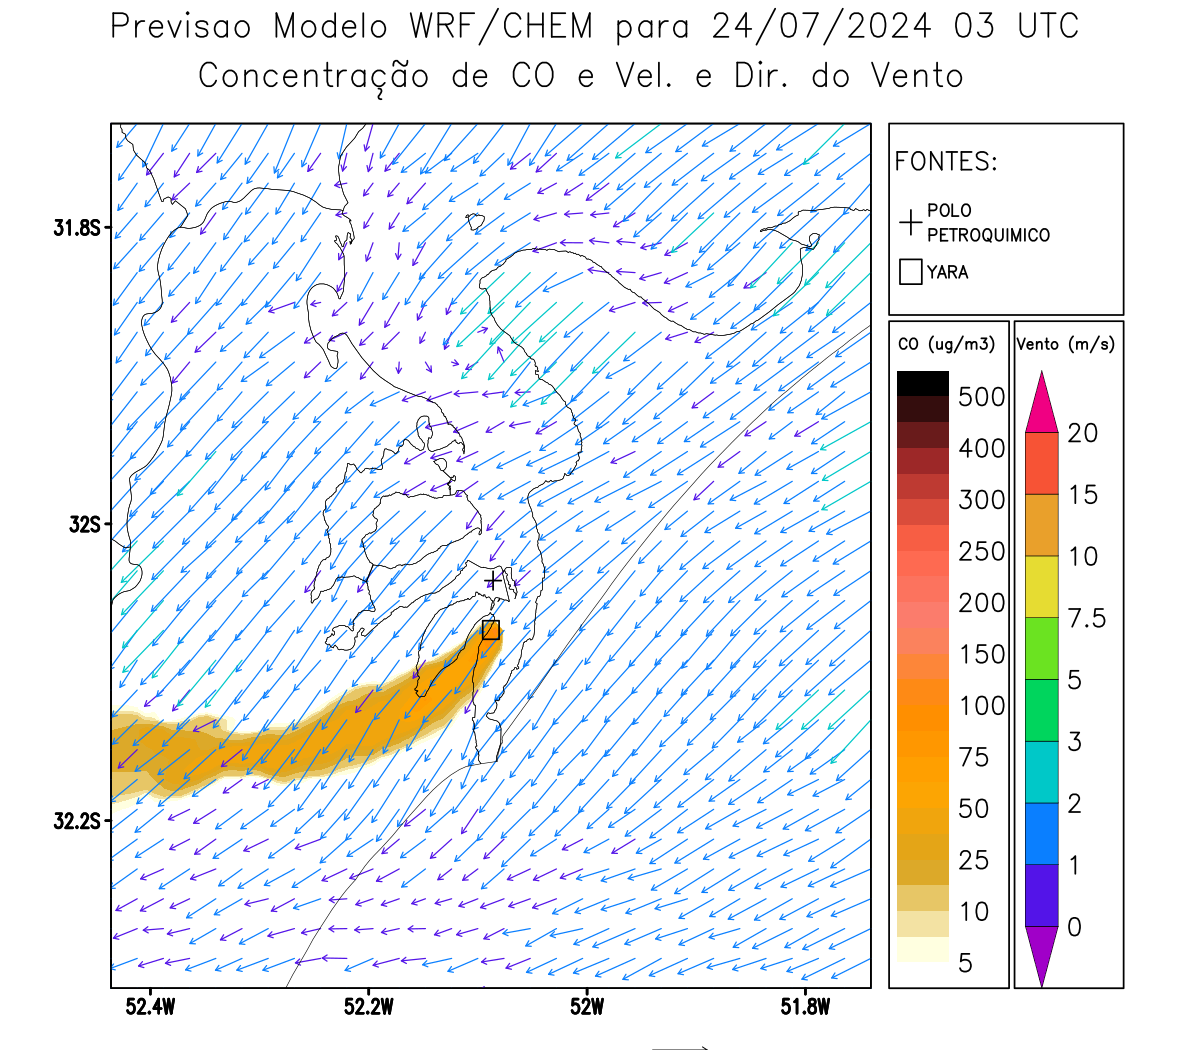 Previsao Modelo WRF/CHEM para 24/07/2024 03 UTC
Concentração de CO e Vel. e Dir. do Vento
FONTES:
POLO
PETROQUIMICO
YARA
CO (ug/m3)
500
400
300
250
200
150
100
75
50
25
10
5
Vento (m/s)
20
15
10
7.5
5
3
2
1
0
31.8S
32S
32.2S
52.4W
52.2W
52W
51.8W